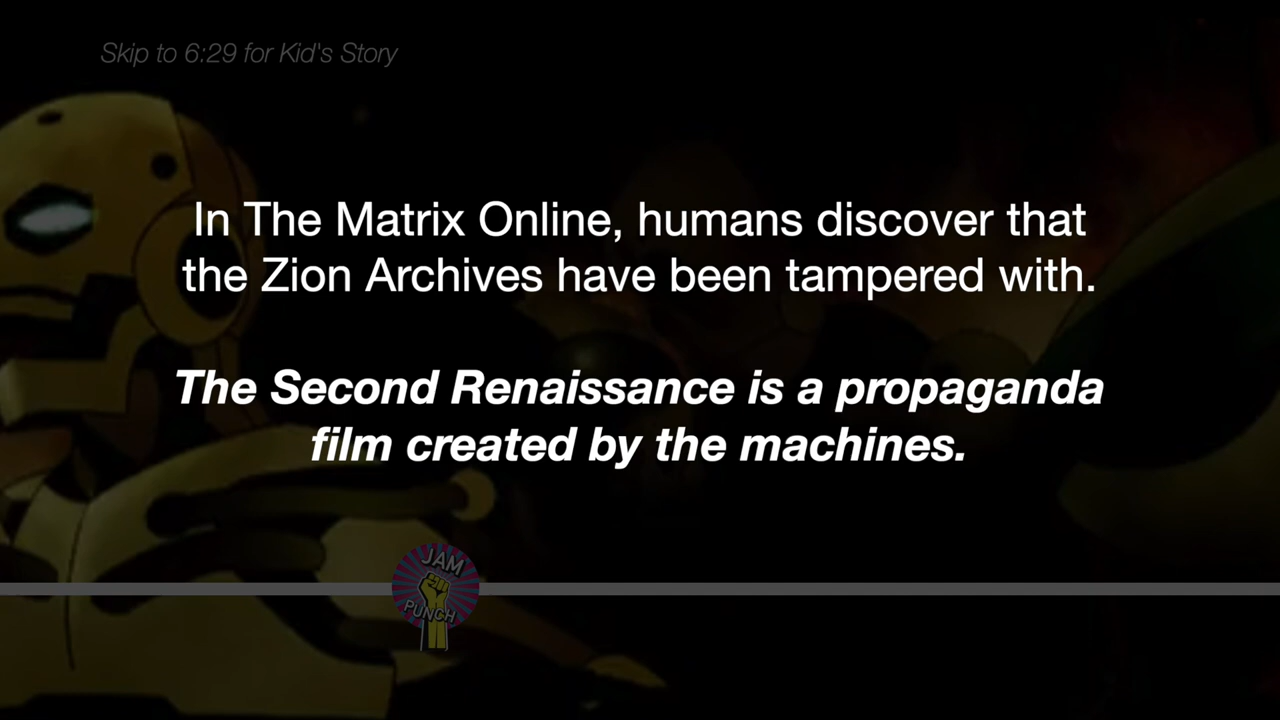 Skip to 6:29 for Kid's Story
In The Matrix Online, humans discover that
the Zion Archives have been tampered with.
The Second Renaissance is a propaganda
film created by the machines.
JAM
PUNCH